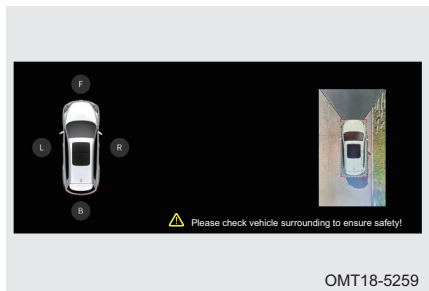 F
L
R
B
Please check vehicle surrounding to ensure safety!
OMT18-5259